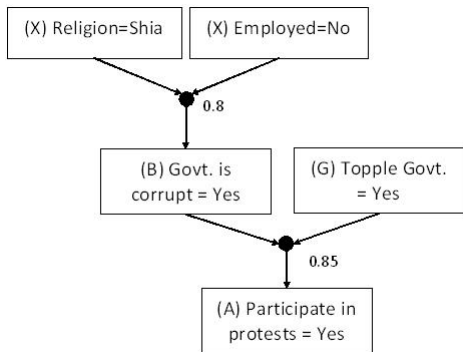 (X) Religion=Shia
(X) Employed=No
0.8
(B) Govt. is
corrupt = Yes
(G) Topple Govt.
= Yes
0.85
(A) Participate in
protests = Yes